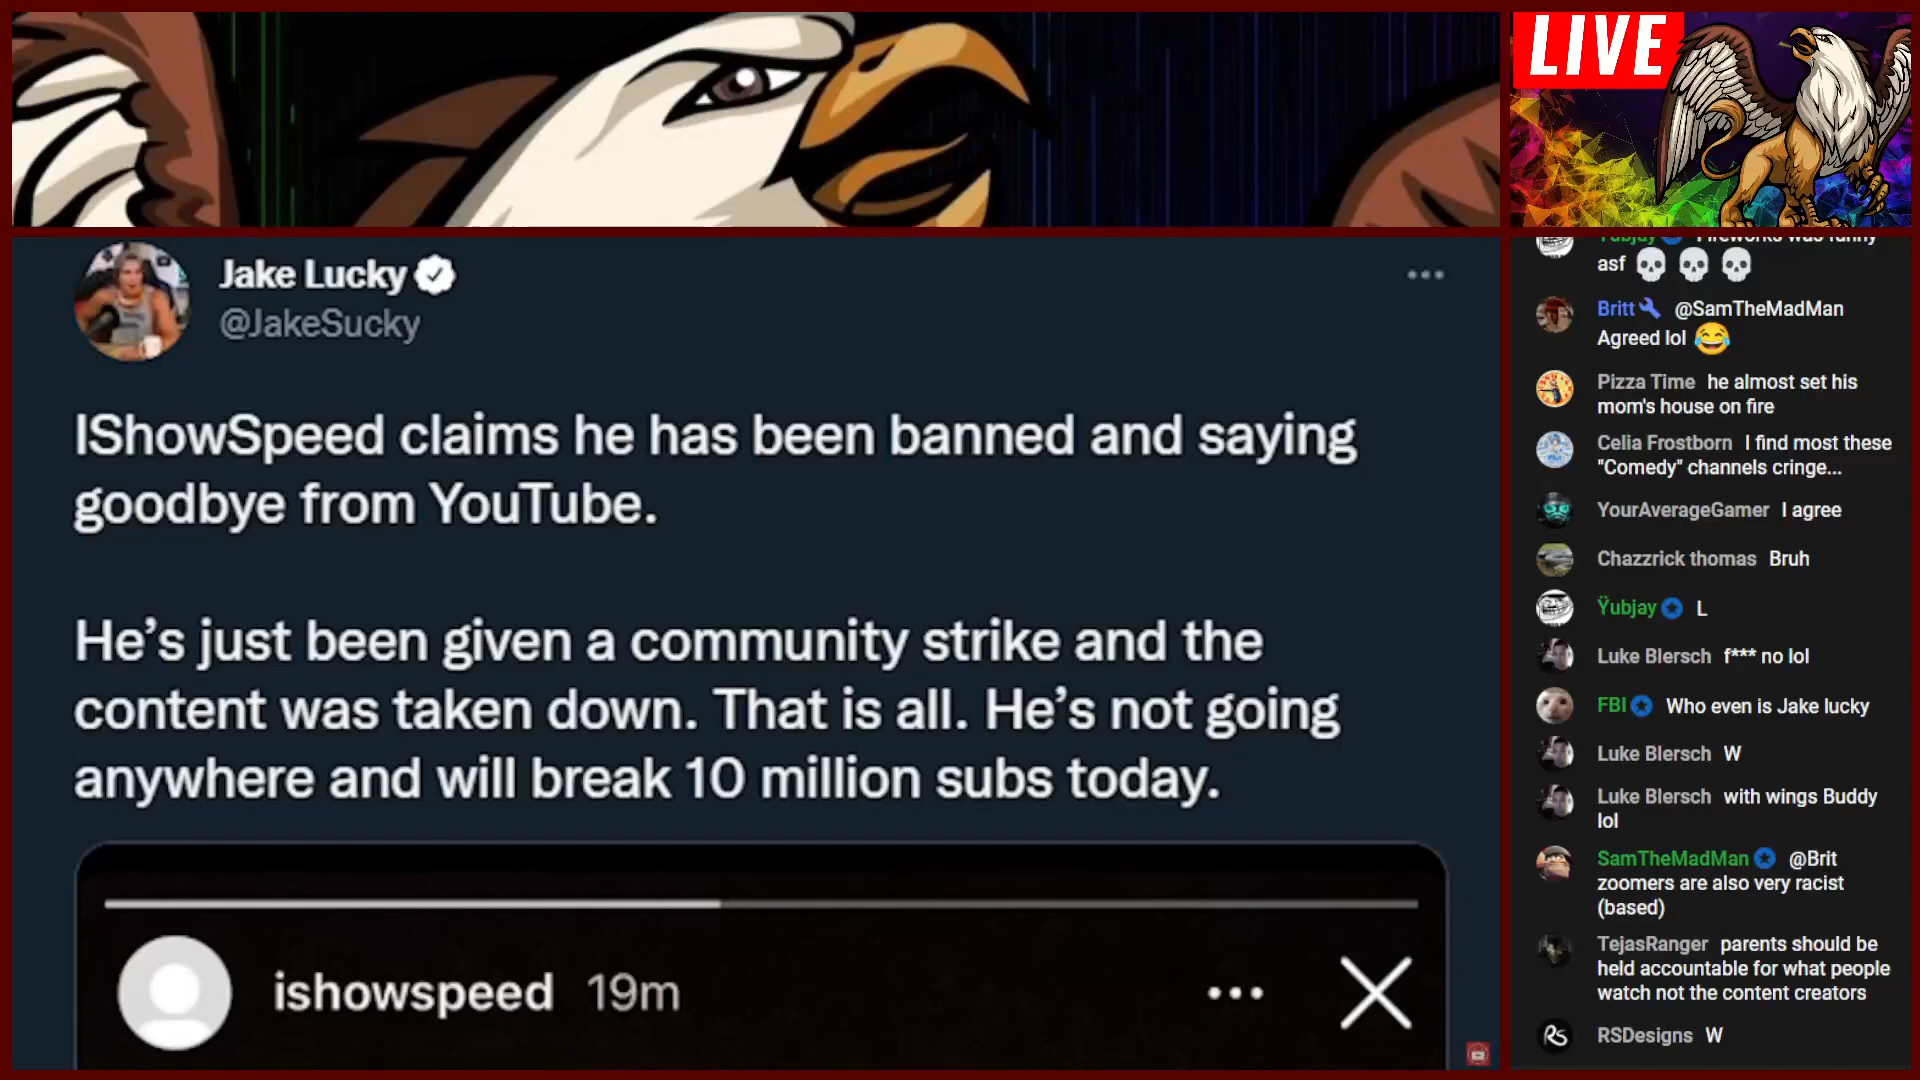 LIVE
Jake Lucky
@JakeSucky
IShowSpeed claims he has been banned and saying
goodbye from YouTube.
He’s just been given a community strike and the
content was taken down. That is all. He’s not going
anywhere and will break 10 million subs today.
ishowspeed 19m
Yubjay Fireworks was funny
asf
Britt @SamTheMadMan
Agreed lol
Pizza Time he almost set his
mom's house on fire
Celia Frostborn I find most these
"Comedy" channels cringe...
YourAverageGamer I agree
Chazzrick thomas Bruh
Ÿubjay L
Luke Blersch f*** no lol
FBI Who even is Jake lucky
Luke Blersch W
Luke Blersch with wings Buddy
lol
SamTheMadMan @Brit
zoomers are also very racist
(based)
TejasRanger parents should be
held accountable for what people
watch not the content creators
RS
RSDesigns W